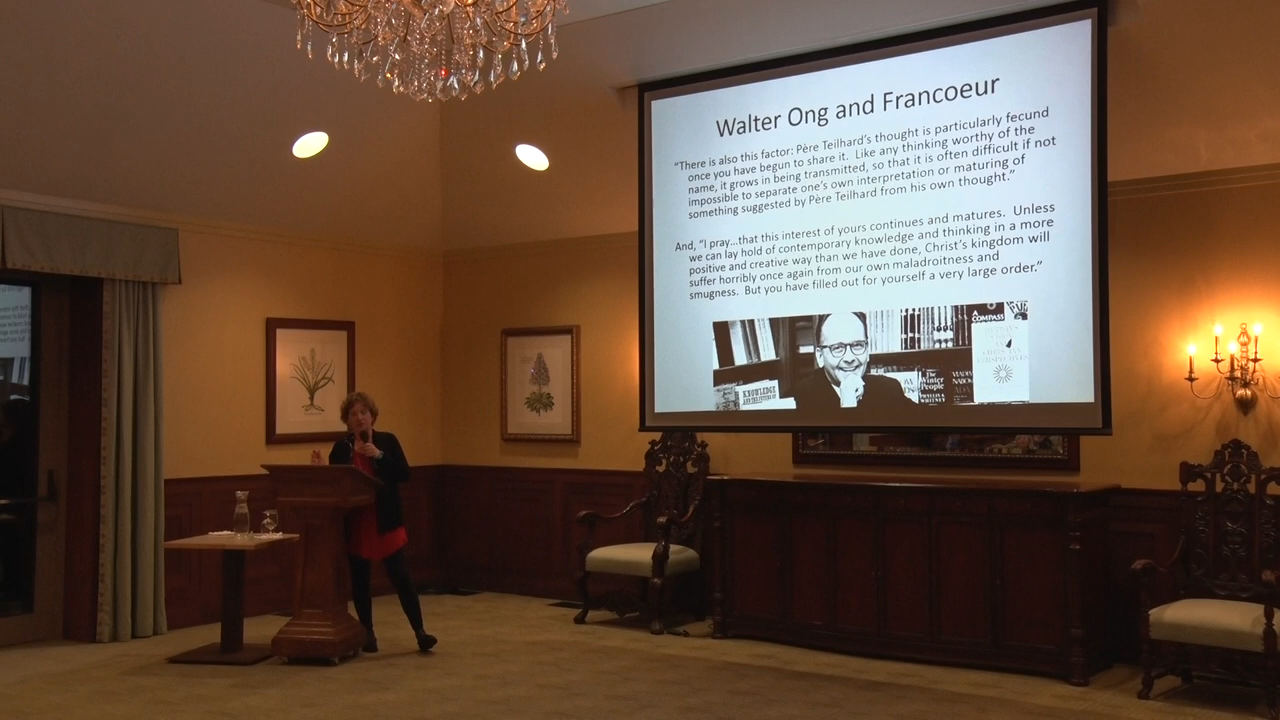 Walter Ong and Francoeur
“There is also this factor: Père Teilhard’s thought is particularly fecund
once you have begun to share it.  Like any thinking worthy of the
name, it grows in being transmitted, so that it is often difficult if not
impossible to separate one’s own interpretation or maturing of
something suggested by Père Teilhard from his own thought.”
And, “I pray…that this interest of yours continues and matures.  Unless
we can lay hold of contemporary knowledge and thinking in a more
positive and creative way than we have done, Christ’s kingdom will
suffer horribly once again from our own maladroitness and
smugness.  But you have filled out for yourself a very large order.”
A
COMPASS
PERSPECTIVES
KNOWLEDGE
The
Winter
People
PHYLLIS A WHITNEY